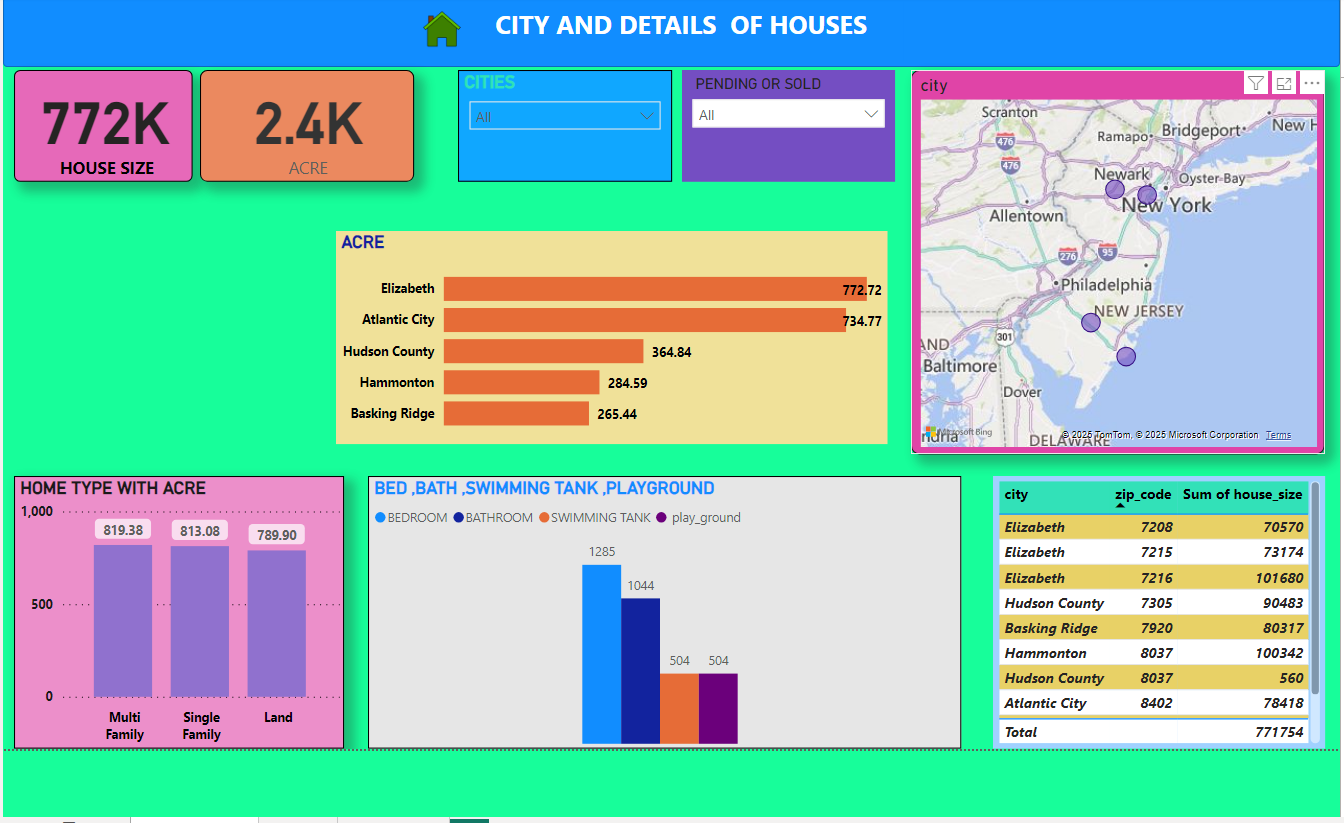 CITY AND DETAILS OF HOUSES
772K
HOUSE SIZE
2.4K
ACRE
CITIES
All
PENDING OR SOLD
All
city
Scranton
476
476
Ramapo
Bridgeport
New H
Newark
Oyster Bay
New York
Allentown
276
95
Philadelphia
NEW JERSEY
301
AND
Baltimore
Dover
ndria
Microsoft Bing
DELAWARE
© 2025 TomTom, © 2025 Microsoft Corporation Terms
ACRE
Elizabeth 772.72
Atlantic City 734.77
Hudson County 364.84
Hammonton 284.59
Basking Ridge 265.44
HOME TYPE WITH ACRE
1,000
819.38 813.08 789.90
500
0
Multi Family
Single Family
Land
BED ,BATH ,SWIMMING TANK ,PLAYGROUND
BEDROOM BATHROOM SWIMMING TANK play_ground
1285
1044
504 504
city zip_code Sum of house_size
Elizabeth 7208 70570
Elizabeth 7215 73174
Elizabeth 7216 101680
Hudson County 7305 90483
Basking Ridge 7920 80317
Hammonton 8037 100342
Hudson County 8037 560
Atlantic City 8402 78418
Total 771754